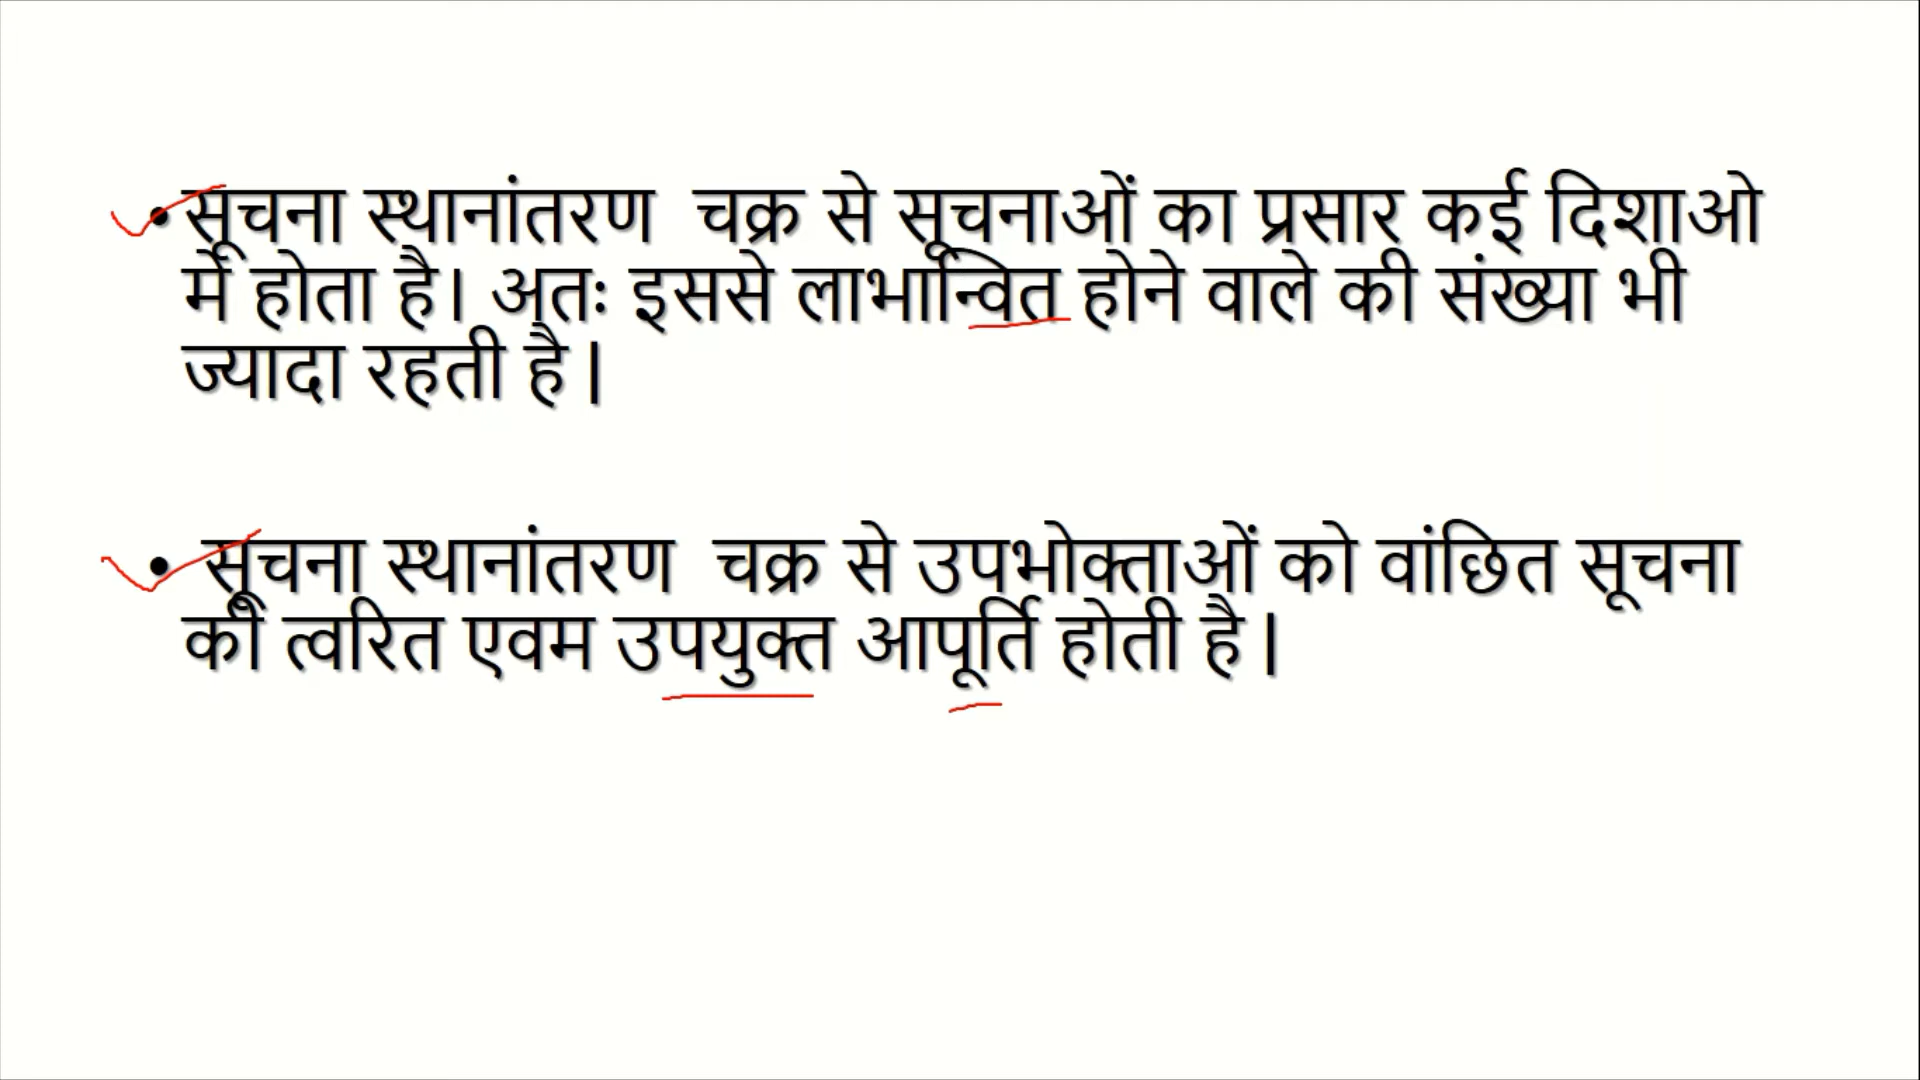 • सूचना स्थानांतरण चक्र से सूचनाओं का प्रसार कई दिशाओ
में होता है। अतः इससे लाभान्वित होने वाले की संख्या भी
ज्यादा रहती है |
• सूचना स्थानांतरण चक्र से उपभोक्ताओं को वांछित सूचना
की त्वरित एवम उपयुक्त आपूर्ति होती है |